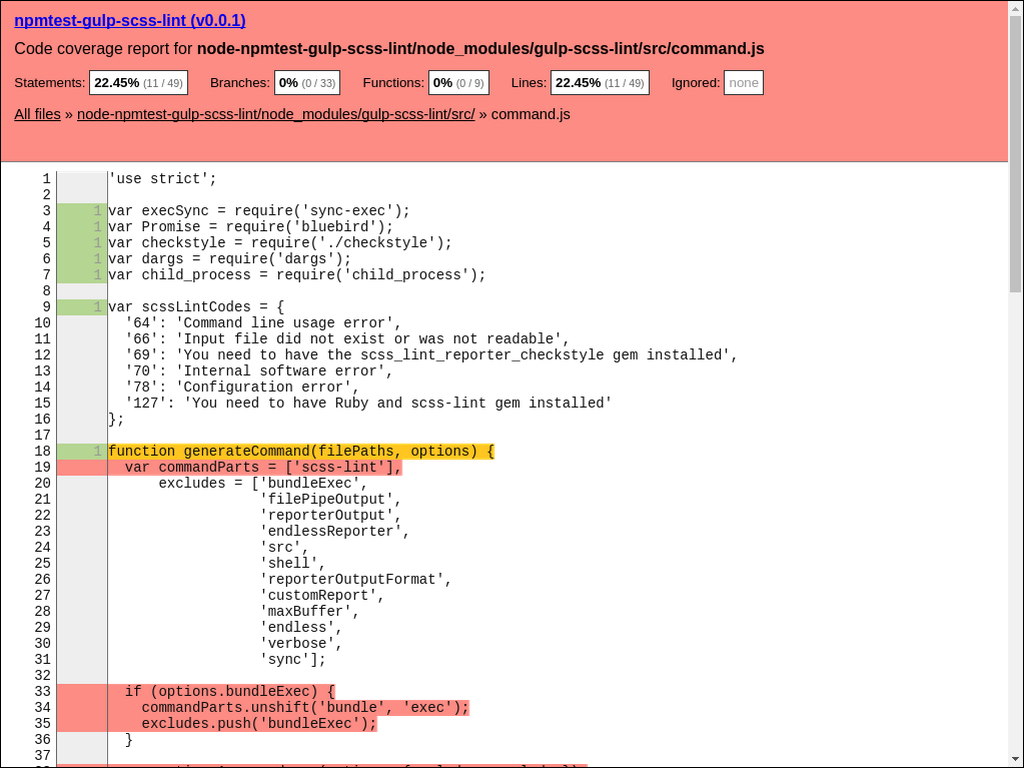 npmtest-gulp-scss-lint (v0.0.1)
Code coverage report for node-npmtest-gulp-scss-lint/node_modules/gulp-scss-lint/src/command.js
Statements: 22.45% (11 / 49) Branches: 0% (0 / 33) Functions: 0% (0 / 9) Lines: 22.45% (11 / 49) Ignored: none
All files » node-npmtest-gulp-scss-lint/node_modules/gulp-scss-lint/src/ » command.js
1 'use strict';
2
3 1 var execSync = require('sync-exec');
4 1 var Promise = require('bluebird');
5 1 var checkstyle = require('./checkstyle');
6 1 var dargs = require('dargs');
7 1 var child_process = require('child_process');
8
9 1 var scssLintCodes = {
10 '64': 'Command line usage error',
11 '66': 'Input file did not exist or was not readable',
12 '69': 'You need to have the scss_lint_reporter_checkstyle gem installed',
13 '70': 'Internal software error',
14 '78': 'Configuration error',
15 '127': 'You need to have Ruby and scss-lint gem installed'
16 };
17
18 1 function generateCommand(filePaths, options) {
19 var commandParts = ['scss-lint'],
20 excludes = ['bundleExec',
21 'filePipeOutput',
22 'reporterOutput',
23 'endlessReporter',
24 'src',
25 'shell',
26 'reporterOutputFormat',
27 'customReport',
28 'maxBuffer',
29 'endless',
30 'verbose',
31 'sync'];
32
33 if (options.bundleExec) {
34 commandParts.unshift('bundle', 'exec');
35 excludes.push('bundleExec');
36 }
37